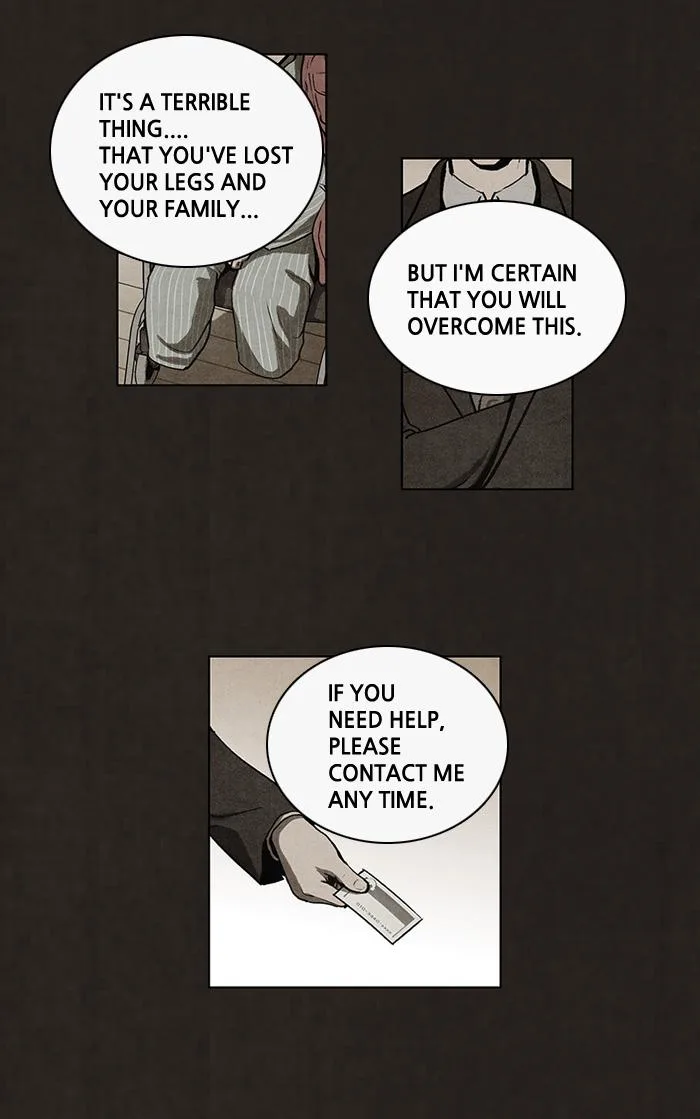 IT'S A TERRIBLE
THING....
THAT YOU'VE LOST
YOUR LEGS AND
YOUR FAMILY...
BUT I'M CERTAIN
THAT YOU WILL
OVERCOME THIS.
IF YOU
NEED HELP,
PLEASE
CONTACT ME
ANY TIME.